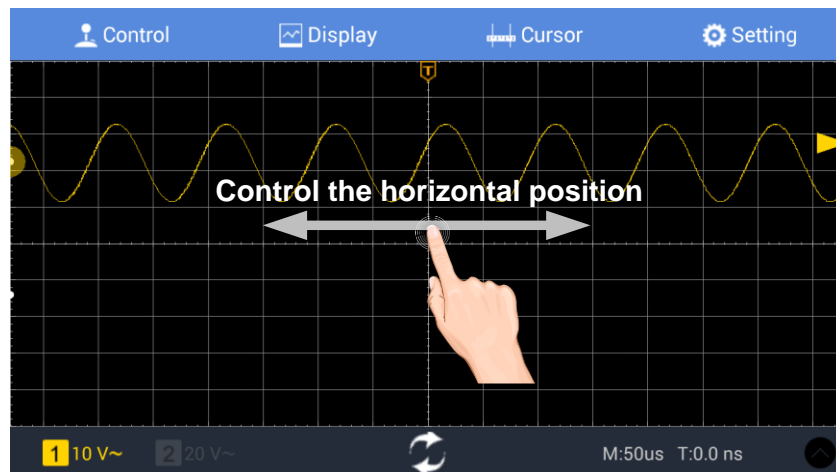 Control
Display
Cursor
Setting
T
Control the horizontal position
1 10 V~
2 20 V~
M:50us T:0.0 ns